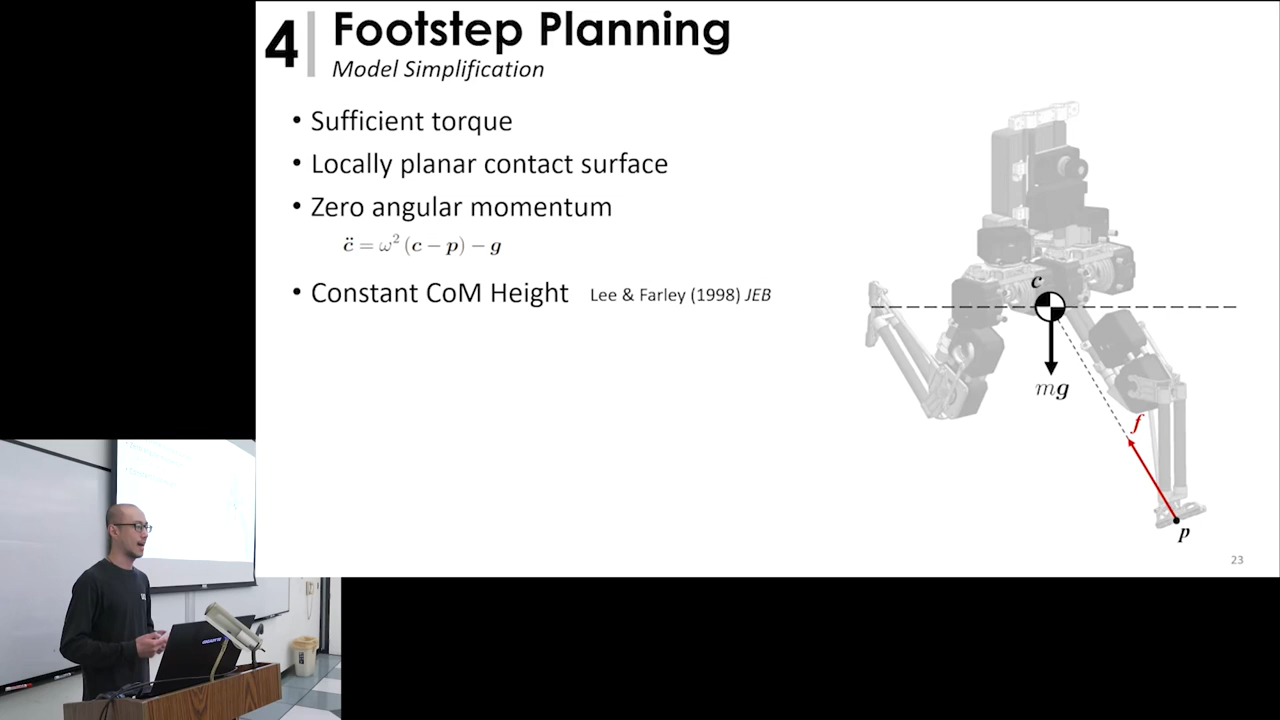 4
Footstep Planning
Model Simplification
• Sufficient torque
• Locally planar contact surface
• Zero angular momentum
c̈ = ω² (c − p) − g
• Constant CoM Height Lee & Farley (1998) JEB
c
mg
f
p
23